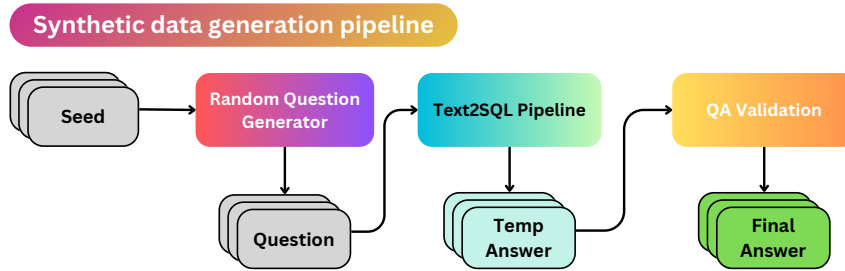 Synthetic data generation pipeline
Seed
Random Question
Generator
Text2SQL Pipeline
QA Validation
Question
Temp
Answer
Final
Answer